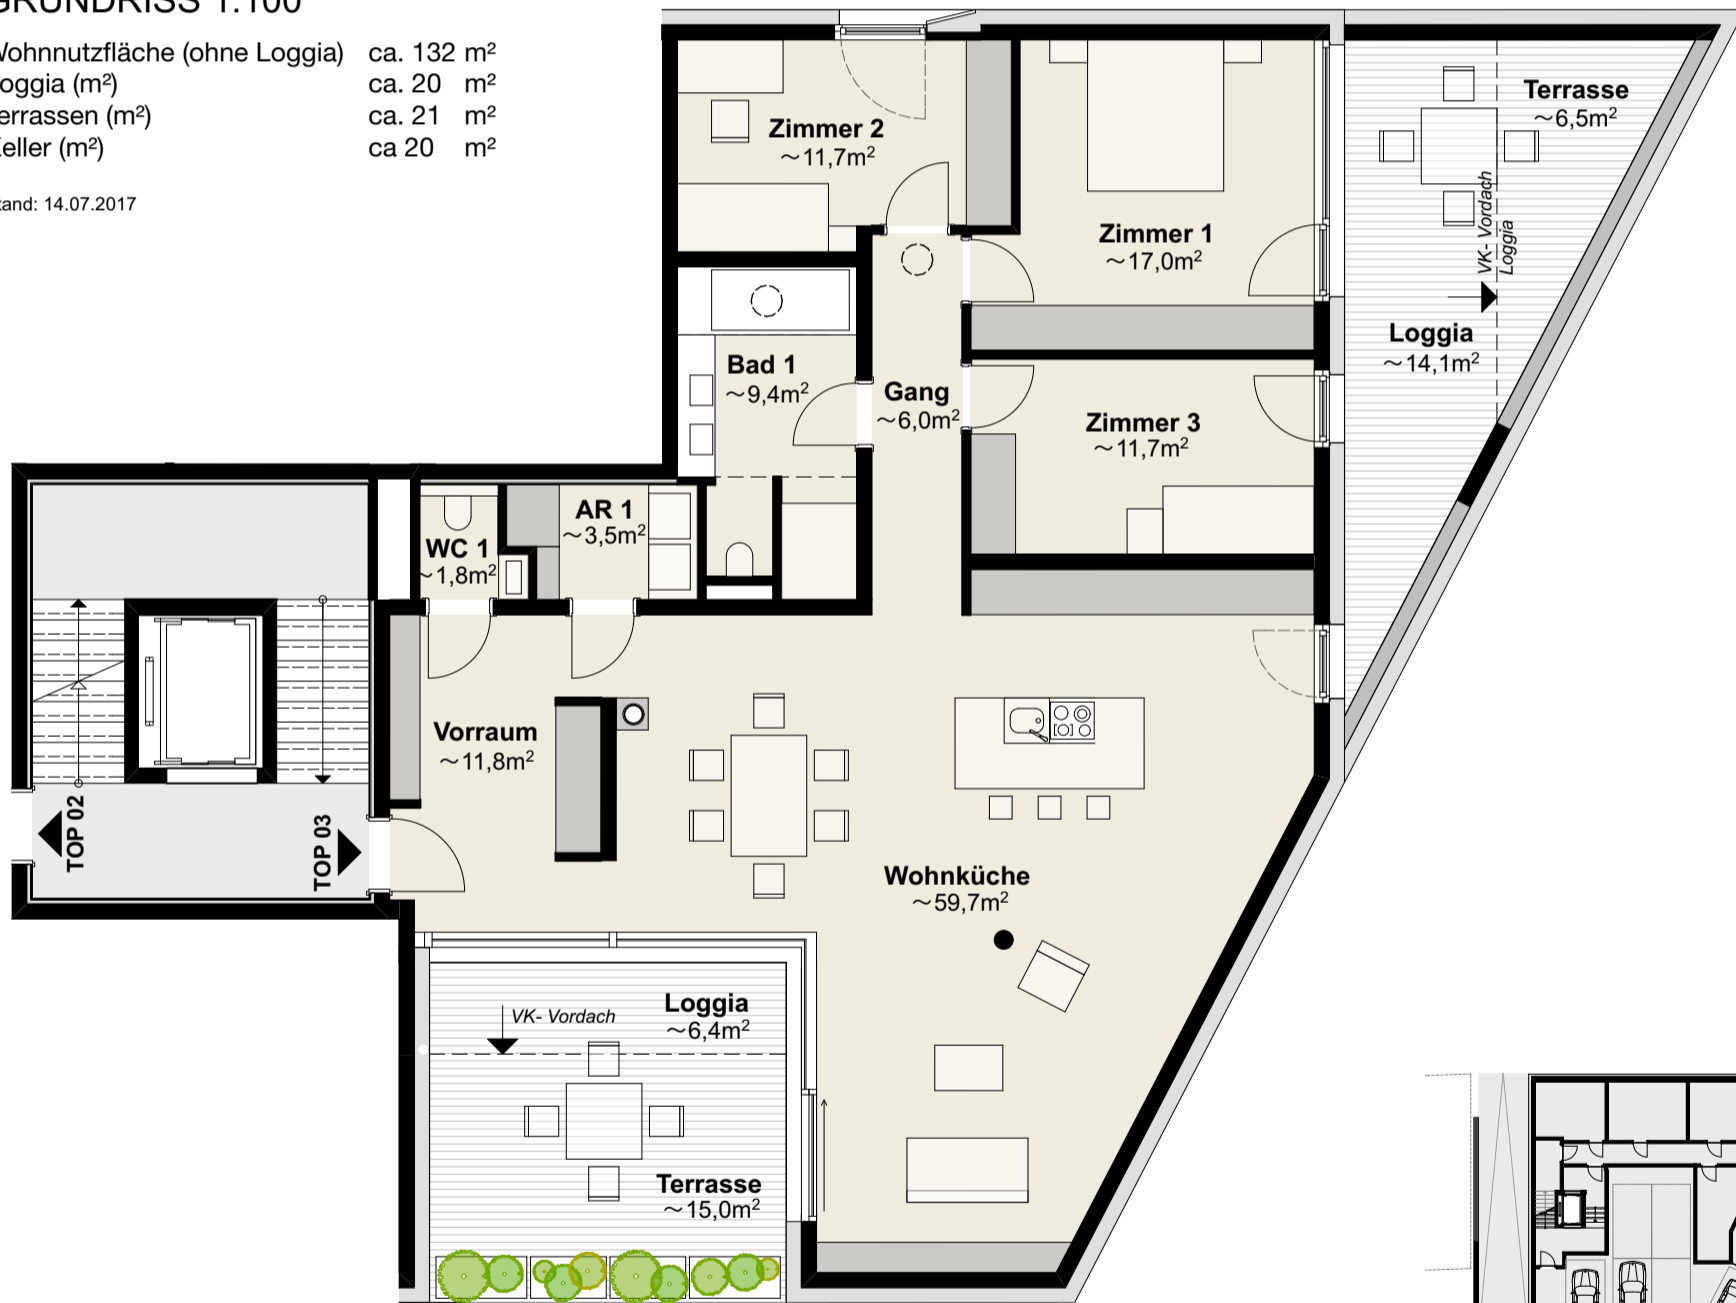 GRUNDRISS 1:100
Wohnnutzfläche (ohne Loggia) ca. 132 m²
oggia (m²) ca. 20 m²
errassen (m²) ca. 21 m²
Keller (m²) ca 20 m²
tand: 14.07.2017
Zimmer 2
~11,7m²
Zimmer 1
~17,0m²
Terrasse
~6,5m²
VK- Vordach
Loggia
Loggia
~14,1m²
Bad 1
~9,4m²
Gang
~6,0m²
Zimmer 3
~11,7m²
WC 1
~1,8m²
AR 1
~3,5m²
Vorraum
~11,8m²
TOP 02
TOP 03
Wohnküche
~59,7m²
Loggia
~6,4m²
VK- Vordach
Terrasse
~15,0m²